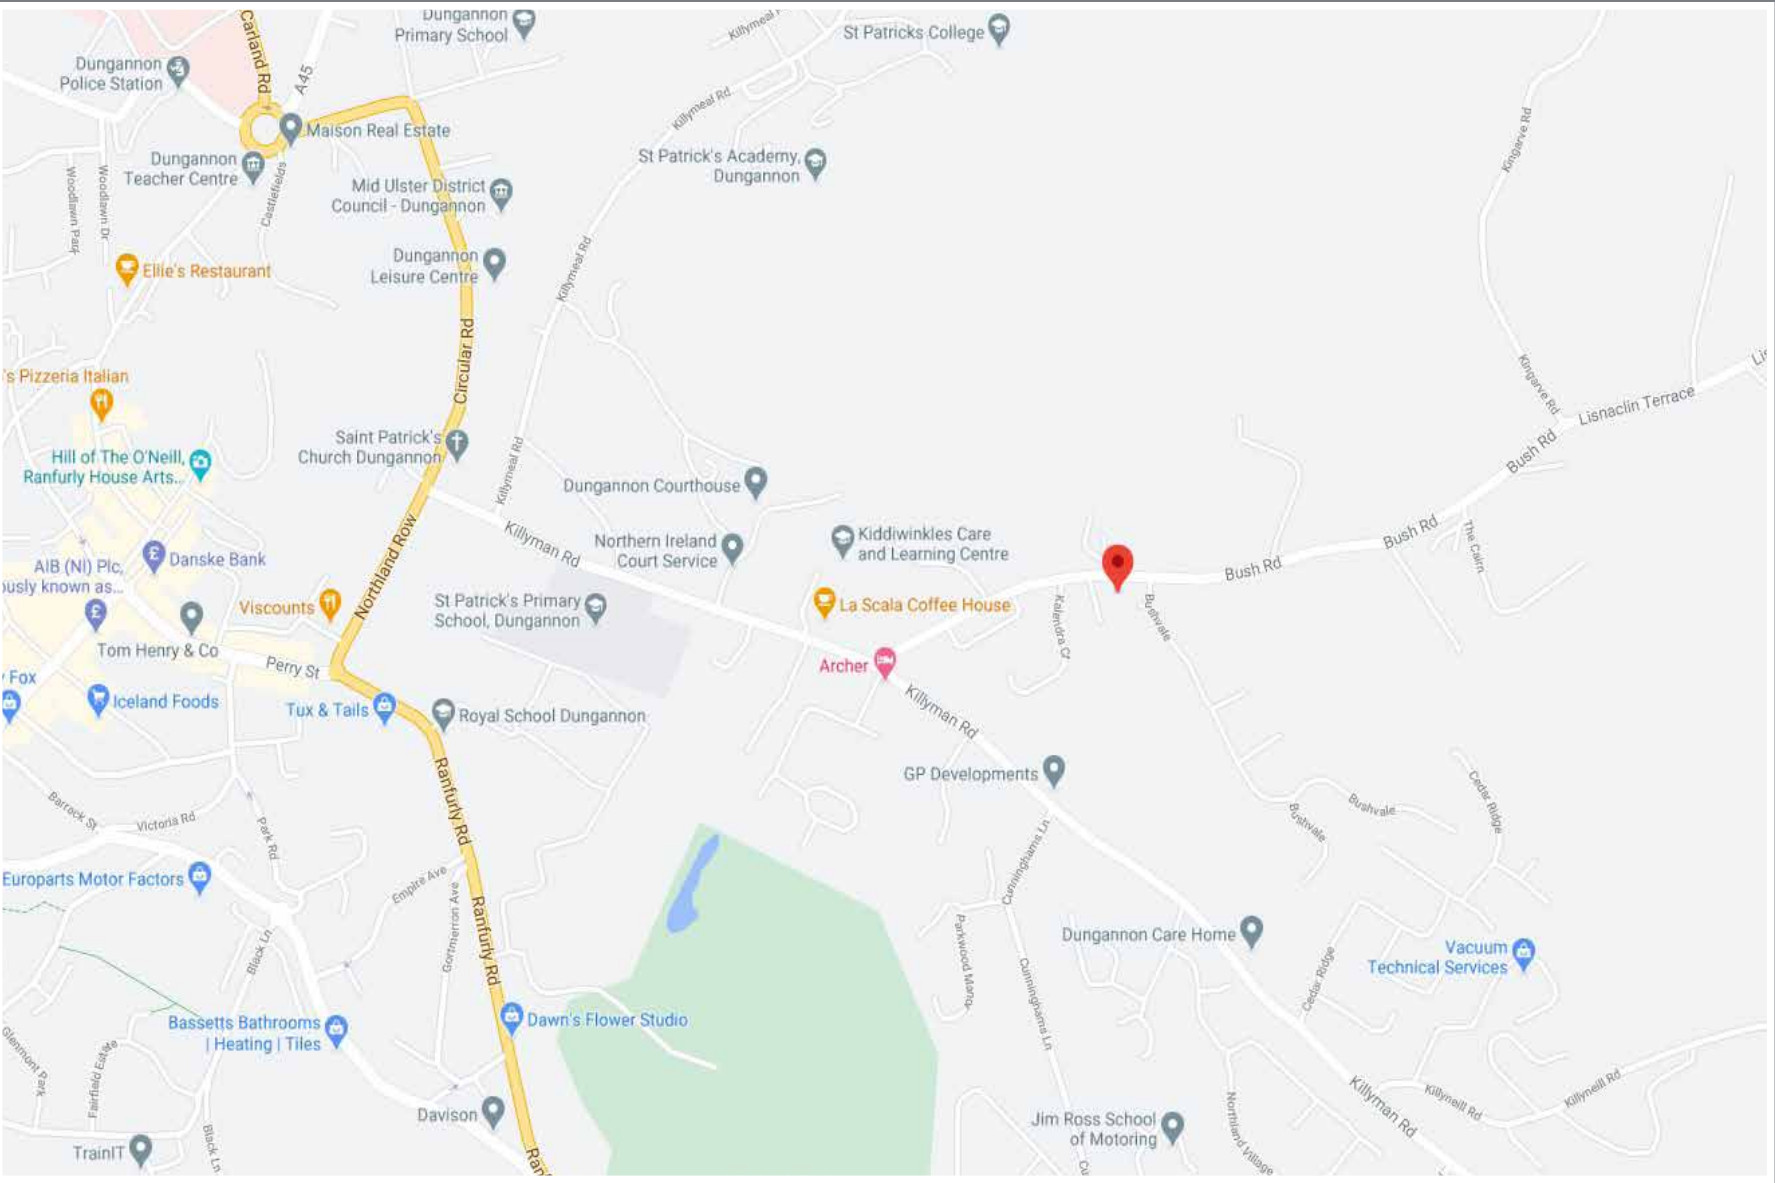 Dungannon
Primary School
Killymeal
St Patricks College
Carland Rd
A45
Dungannon
Police Station
Killymeal Rd
Kingarve Rd
Maison Real Estate
Dungannon
Teacher Centre
Castlefields
Woodlawn Park
Woodlawn Dr
Mid Ulster District
Council - Dungannon
St Patrick's Academy,
Dungannon
Ellie's Restaurant
Dungannon
Leisure Centre
Killymeal Rd
Circular Rd
's Pizzeria Italian
Kingarve Rd
Lisnaclin Terrace
Lis
Saint Patrick's
Church Dungannon
Killymeal Rd
Bush Rd
Hill of The O'Neill,
Ranfurly House Arts...
Dungannon Courthouse
Killyman Rd
Northern Ireland
Court Service
Kiddiwinkles Care
and Learning Centre
Bush Rd
Bush Rd
The Cairn
Danske Bank
AIB (NI) Plc,
ously known as...
Northland Row
Viscounts
St Patrick's Primary
School, Dungannon
La Scala Coffee House
Kalendra Ct
Bushvale
Tom Henry & Co
Perry St
Archer
y Fox
Iceland Foods
Tux & Tails
Royal School Dungannon
Killyman Rd
GP Developments
Ranfurly Rd
Barrack St
Victoria Rd
Park Rd
Bushvale
Bushvale
Cedar Ridge
Europarts Motor Factors
Empire Ave
Gortmerron Ave
Cunninghams Ln
Ranfurly Rd
Black Ln
Parkwood Manor
Cunninghams Ln
Dungannon Care Home
Vacuum
Technical Services
Cedar Ridge
Bassetts Bathrooms
| Heating | Tiles
Dawn's Flower Studio
Glenmont Park
Fairfield Estate
Davison
Killyman Rd
Killyneill Rd
Killyneill Rd
Jim Ross School
of Motoring
Northland Village
TrainIT
Black Ln
Ran
Cu